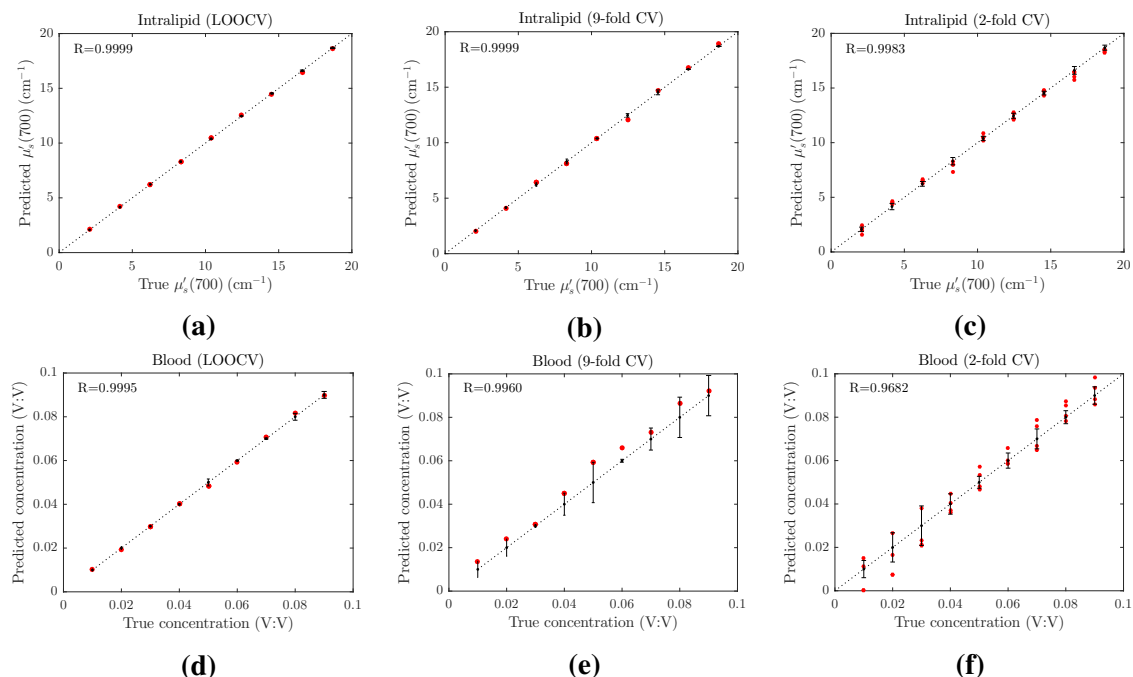 Intralipid (LOOCV)
R=0.9999
20
15
10
5
0
Predicted μ′s(700) (cm⁻¹)
0 5 10 15 20
True μ′s(700) (cm⁻¹)
(a)
Intralipid (9-fold CV)
R=0.9999
20
15
10
5
0
Predicted μ′s(700) (cm⁻¹)
0 5 10 15 20
True μ′s(700) (cm⁻¹)
(b)
Intralipid (2-fold CV)
R=0.9983
20
15
10
5
0
Predicted μ′s(700) (cm⁻¹)
0 5 10 15 20
True μ′s(700) (cm⁻¹)
(c)
Blood (LOOCV)
R=0.9995
0.1
0.08
0.06
0.04
0.02
0
Predicted concentration (V:V)
0 0.02 0.04 0.06 0.08 0.1
True concentration (V:V)
(d)
Blood (9-fold CV)
R=0.9960
0.1
0.08
0.06
0.04
0.02
0
Predicted concentration (V:V)
0 0.02 0.04 0.06 0.08 0.1
True concentration (V:V)
(e)
Blood (2-fold CV)
R=0.9682
0.1
0.08
0.06
0.04
0.02
0
Predicted concentration (V:V)
0 0.02 0.04 0.06 0.08 0.1
True concentration (V:V)
(f)